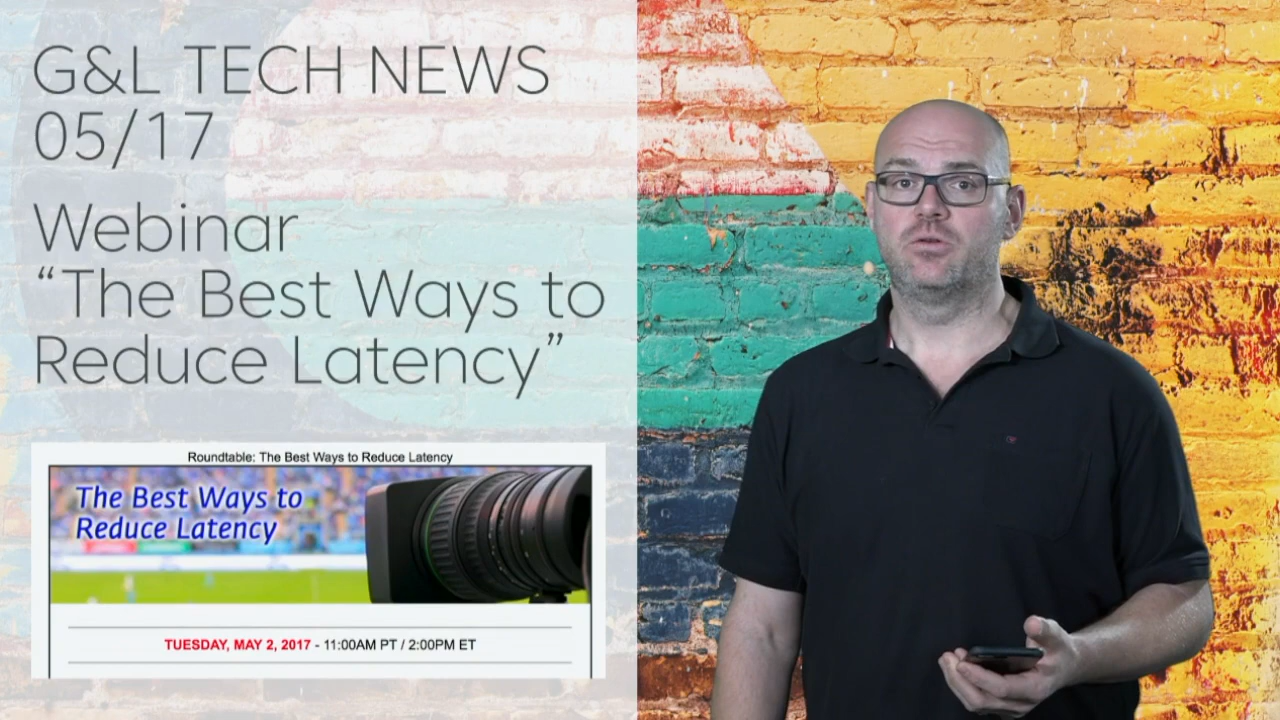 G&L TECH NEWS
05/17
Webinar
“The Best Ways to
Reduce Latency”
Roundtable: The Best Ways to Reduce Latency
The Best Ways to
Reduce Latency
TUESDAY, MAY 2, 2017 - 11:00AM PT / 2:00PM ET